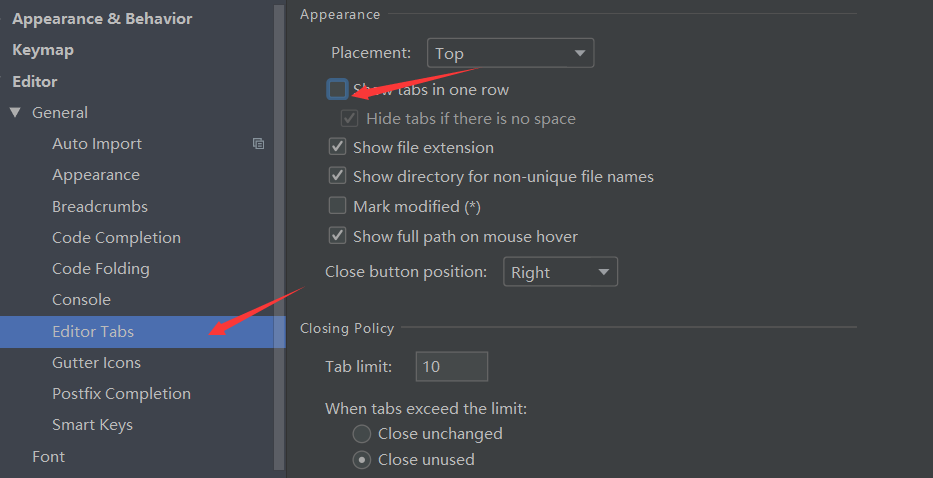 Appearance & Behavior
Keymap
Editor
General
Auto Import
Appearance
Breadcrumbs
Code Completion
Code Folding
Console
Editor Tabs
Gutter Icons
Postfix Completion
Smart Keys
Font
Appearance
Placement: Top
Show tabs in one row
Hide tabs if there is no space
Show file extension
Show directory for non-unique file names
Mark modified (*)
Show full path on mouse hover
Close button position: Right
Closing Policy
Tab limit: 10
When tabs exceed the limit:
Close unchanged
Close unused